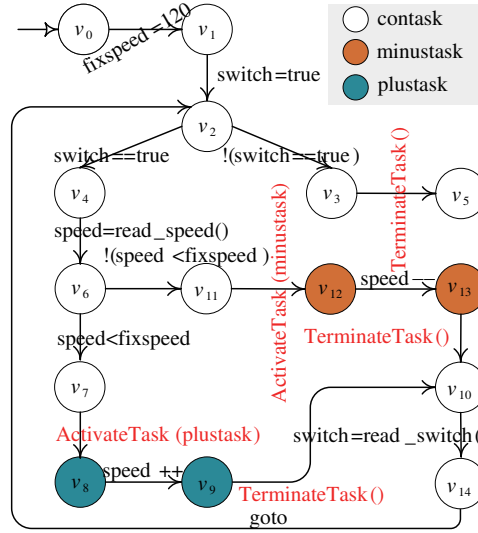 contask
minustask
plustask
v0
fixspeed=120
v1
switch=true
v2
switch==true
!(switch==true)
TerminateTask()
v4
v3
v5
speed=read_speed()
!(speed <fixspeed )
ActivateTask (minustask)
v6
v11
v12
speed --
v13
speed<fixspeed
TerminateTask()
v7
v10
ActivateTask (plustask)
switch=read _switch(
v8
speed ++
v9
TerminateTask()
v14
goto